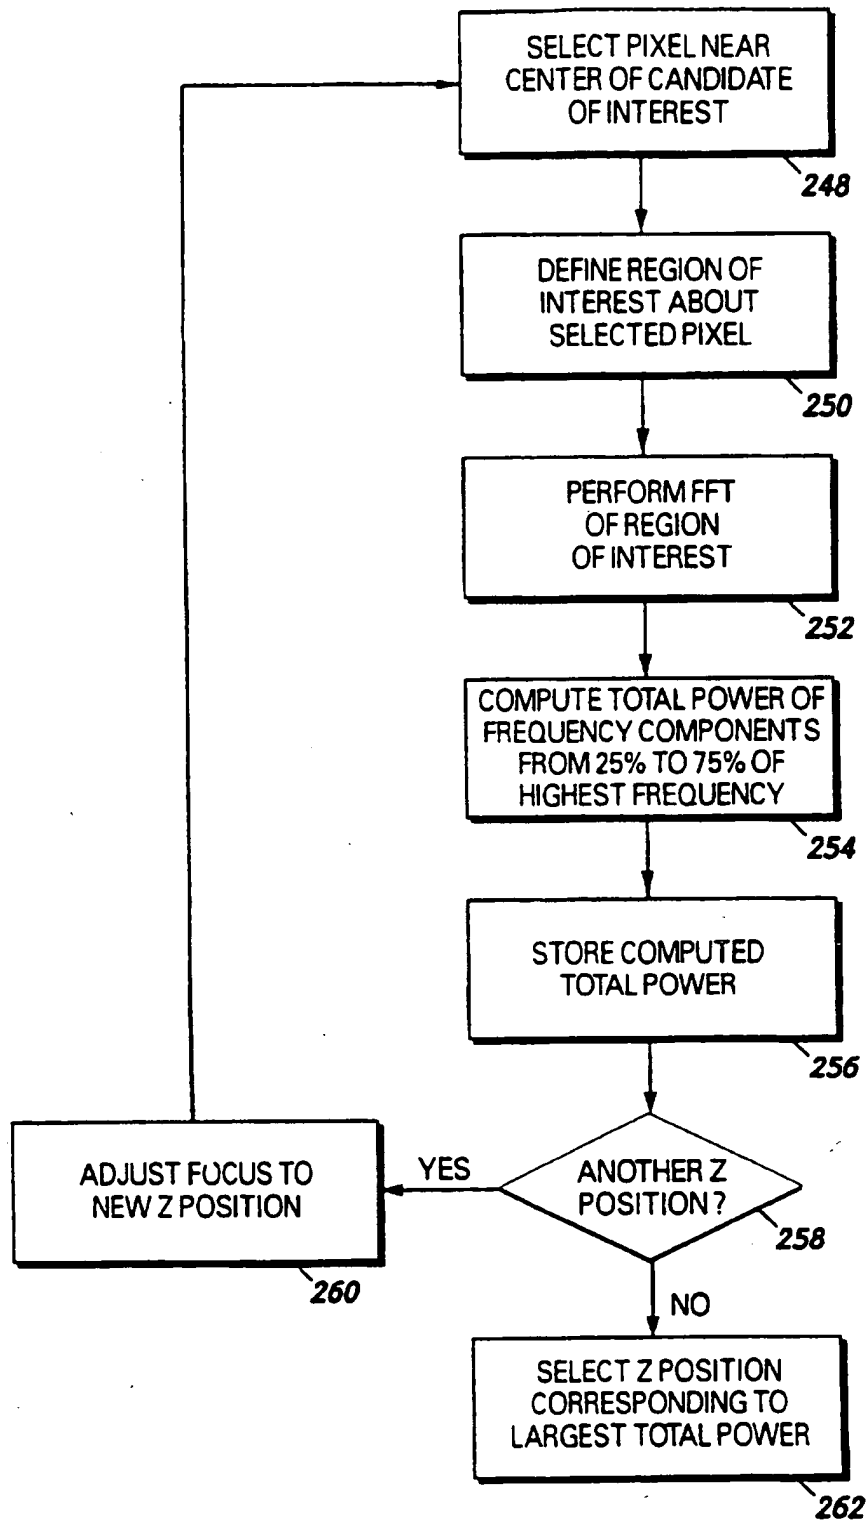 SELECT PIXEL NEAR
CENTER OF CANDIDATE
OF INTEREST
248
DEFINE REGION OF
INTEREST ABOUT
SELECTED PIXEL
250
PERFORM FFT
OF REGION
OF INTEREST
252
COMPUTE TOTAL POWER OF
FREQUENCY COMPONENTS
FROM 25% TO 75% OF
HIGHEST FREQUENCY
254
STORE COMPUTED
TOTAL POWER
256
ANOTHER Z
POSITION?
258
YES
ADJUST FOCUS TO
NEW Z POSITION
260
NO
SELECT Z POSITION
CORRESPONDING TO
LARGEST TOTAL POWER
262